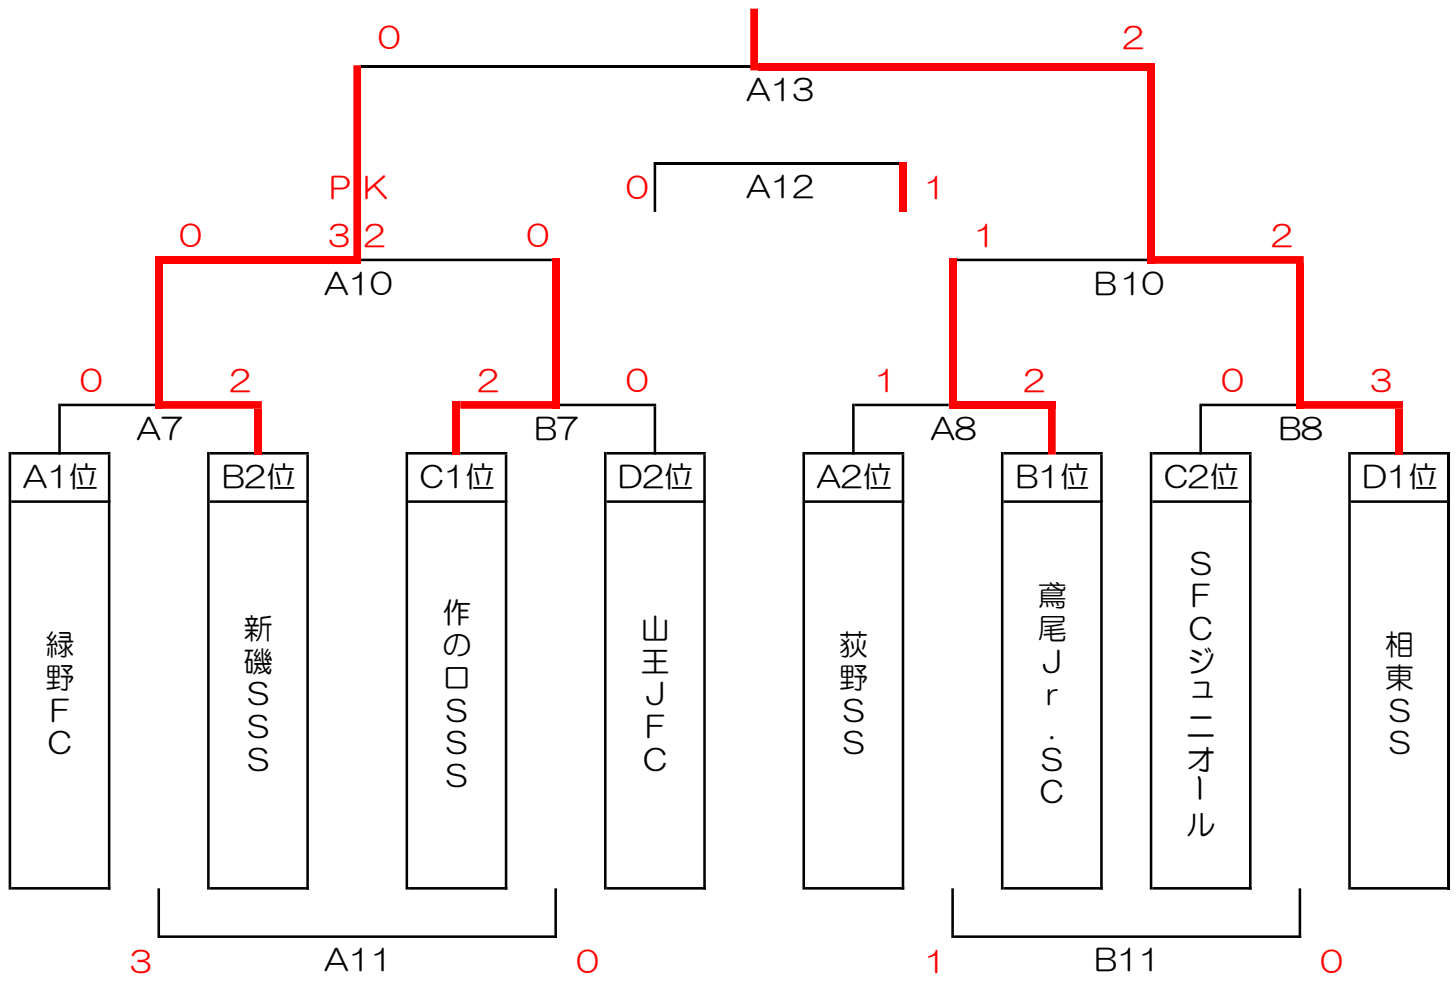 ０ ２
A13
PK
０ A12 １
０ ３２ ０ １ ２
A10 B10
０ ２ ２ ０ １ ２ ０ ３
A7 B7 A8 B8
A1位 B2位 C1位 D2位 A2位 B1位 C2位 D1位
緑野FC
新磯SSS
作の口SSS
山王JFC
荻野SS
鳶尾Jr.SC
SFCジュニオール
相東SS
３ A11 ０ １ B11 ０